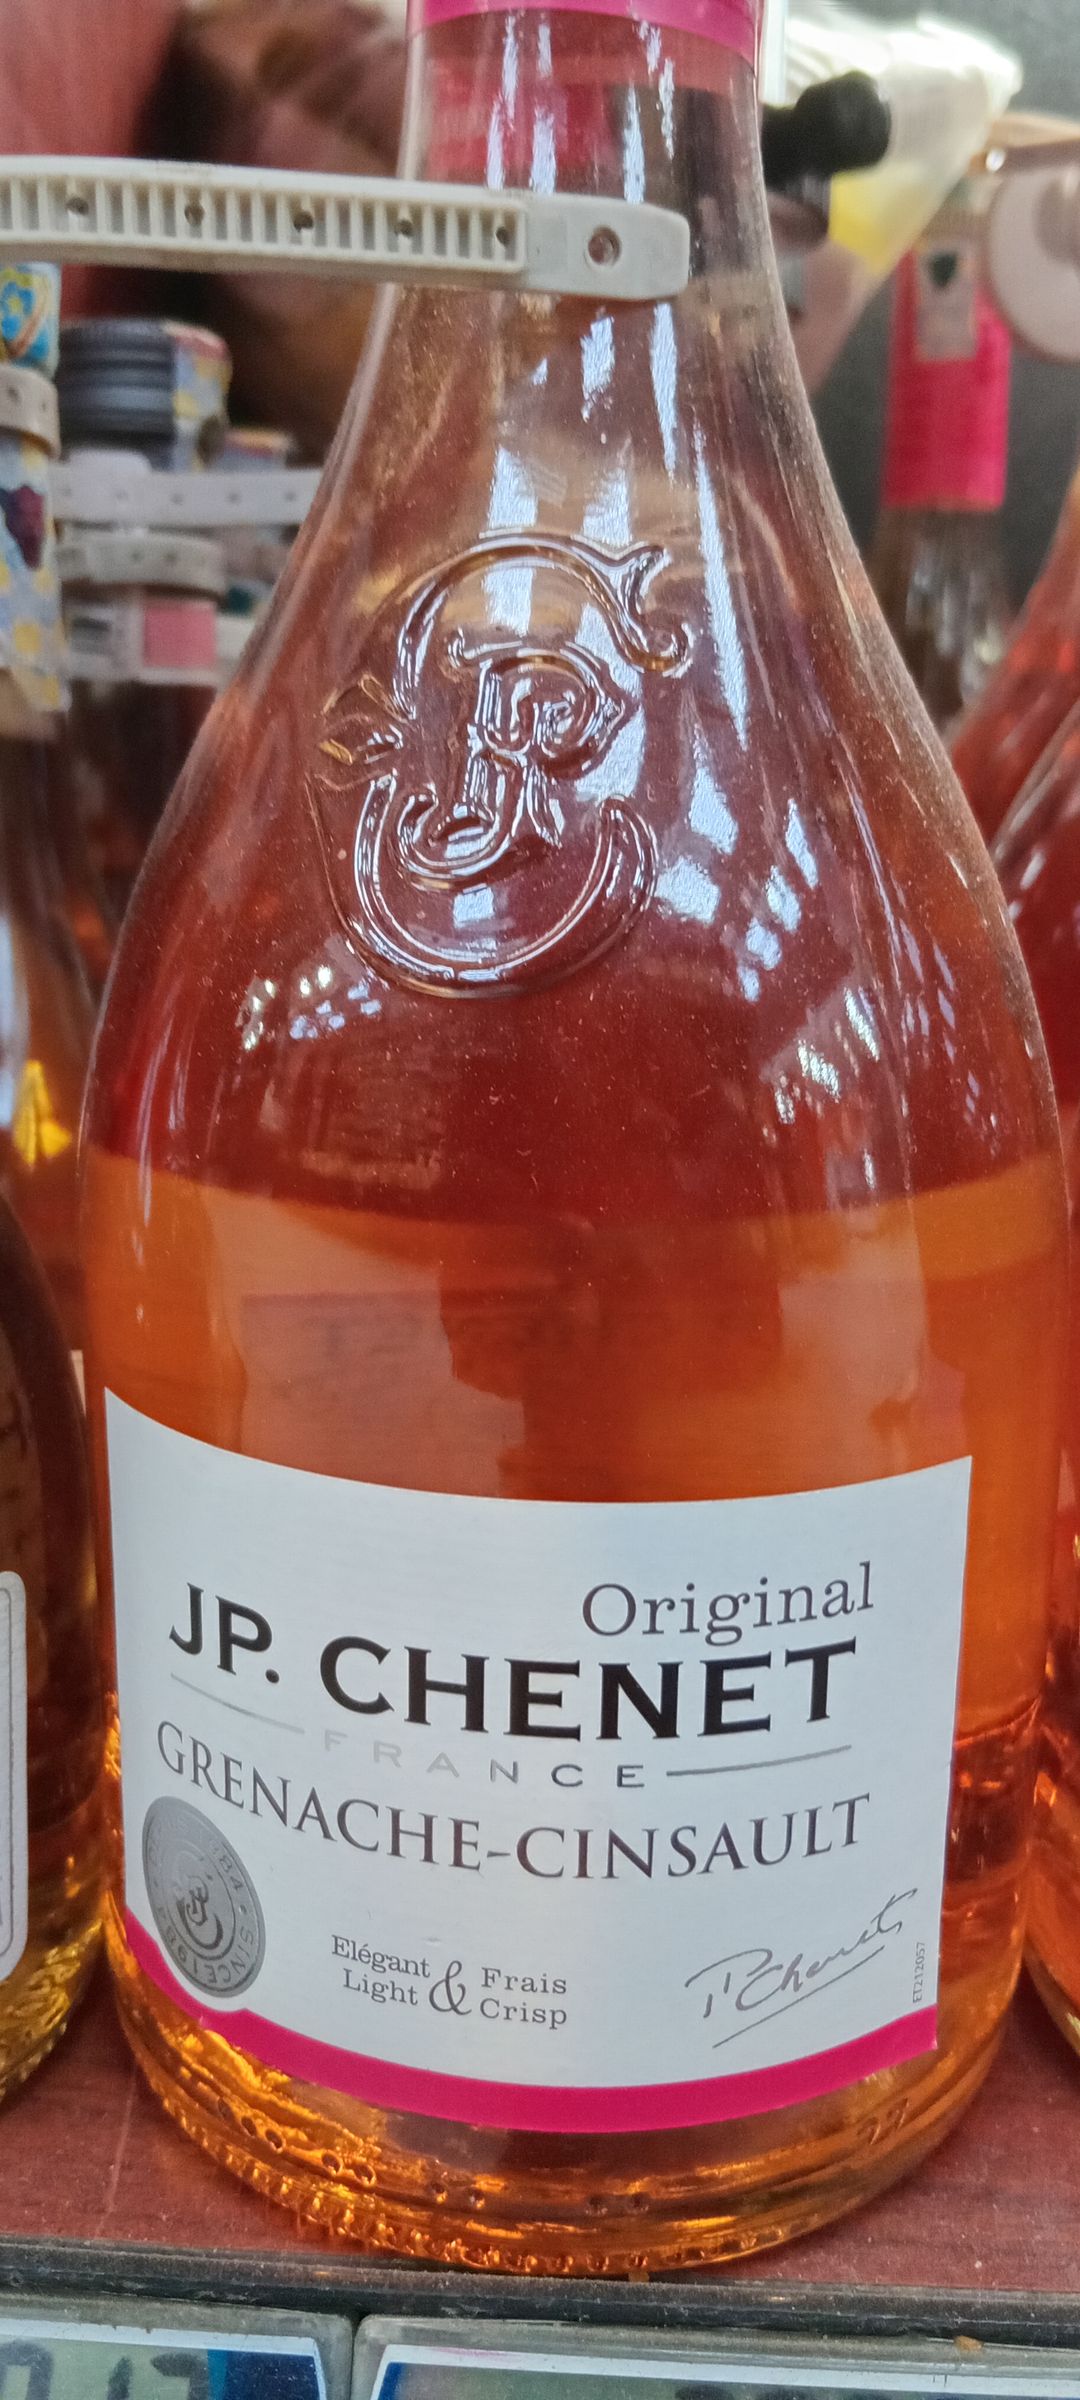 Original
JP. CHENET
FRANCE
GRENACHE-CINSAULT
Elégant & Frais
Light Crisp
P Chenet
ET212057